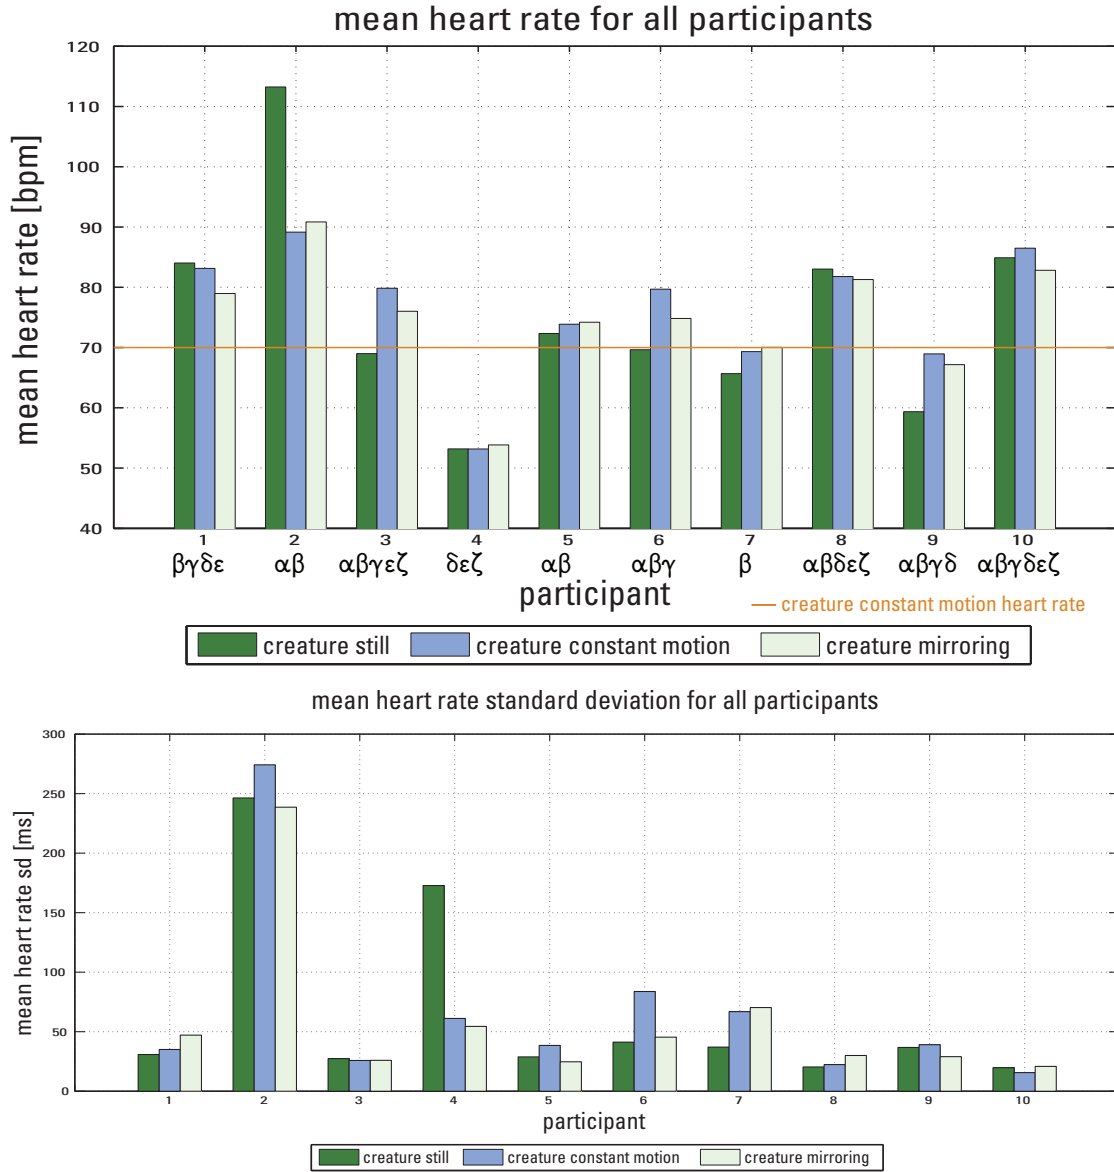 mean heart rate for all participants
120
110
100
90
80
70
60
50
40
mean heart rate [bpm]
1 2 3 4 5 6 7 8 9 10
βγδε αβ αβγεζ δεζ αβ αβγ β αβδεζ αβγδ αβγδεζ
participant
creature constant motion heart rate
creature still creature constant motion creature mirroring
mean heart rate standard deviation for all participants
300
250
200
150
100
50
0
mean heart rate sd [ms]
1 2 3 4 5 6 7 8 9 10
participant
creature still creature constant motion creature mirroring